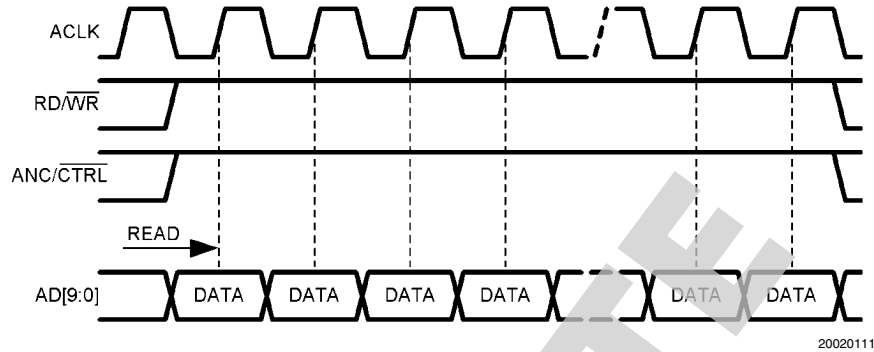 ACLK
RD/WR
ANC/CTRL
READ
AD[9:0] DATA DATA DATA DATA DATA DATA
20020111